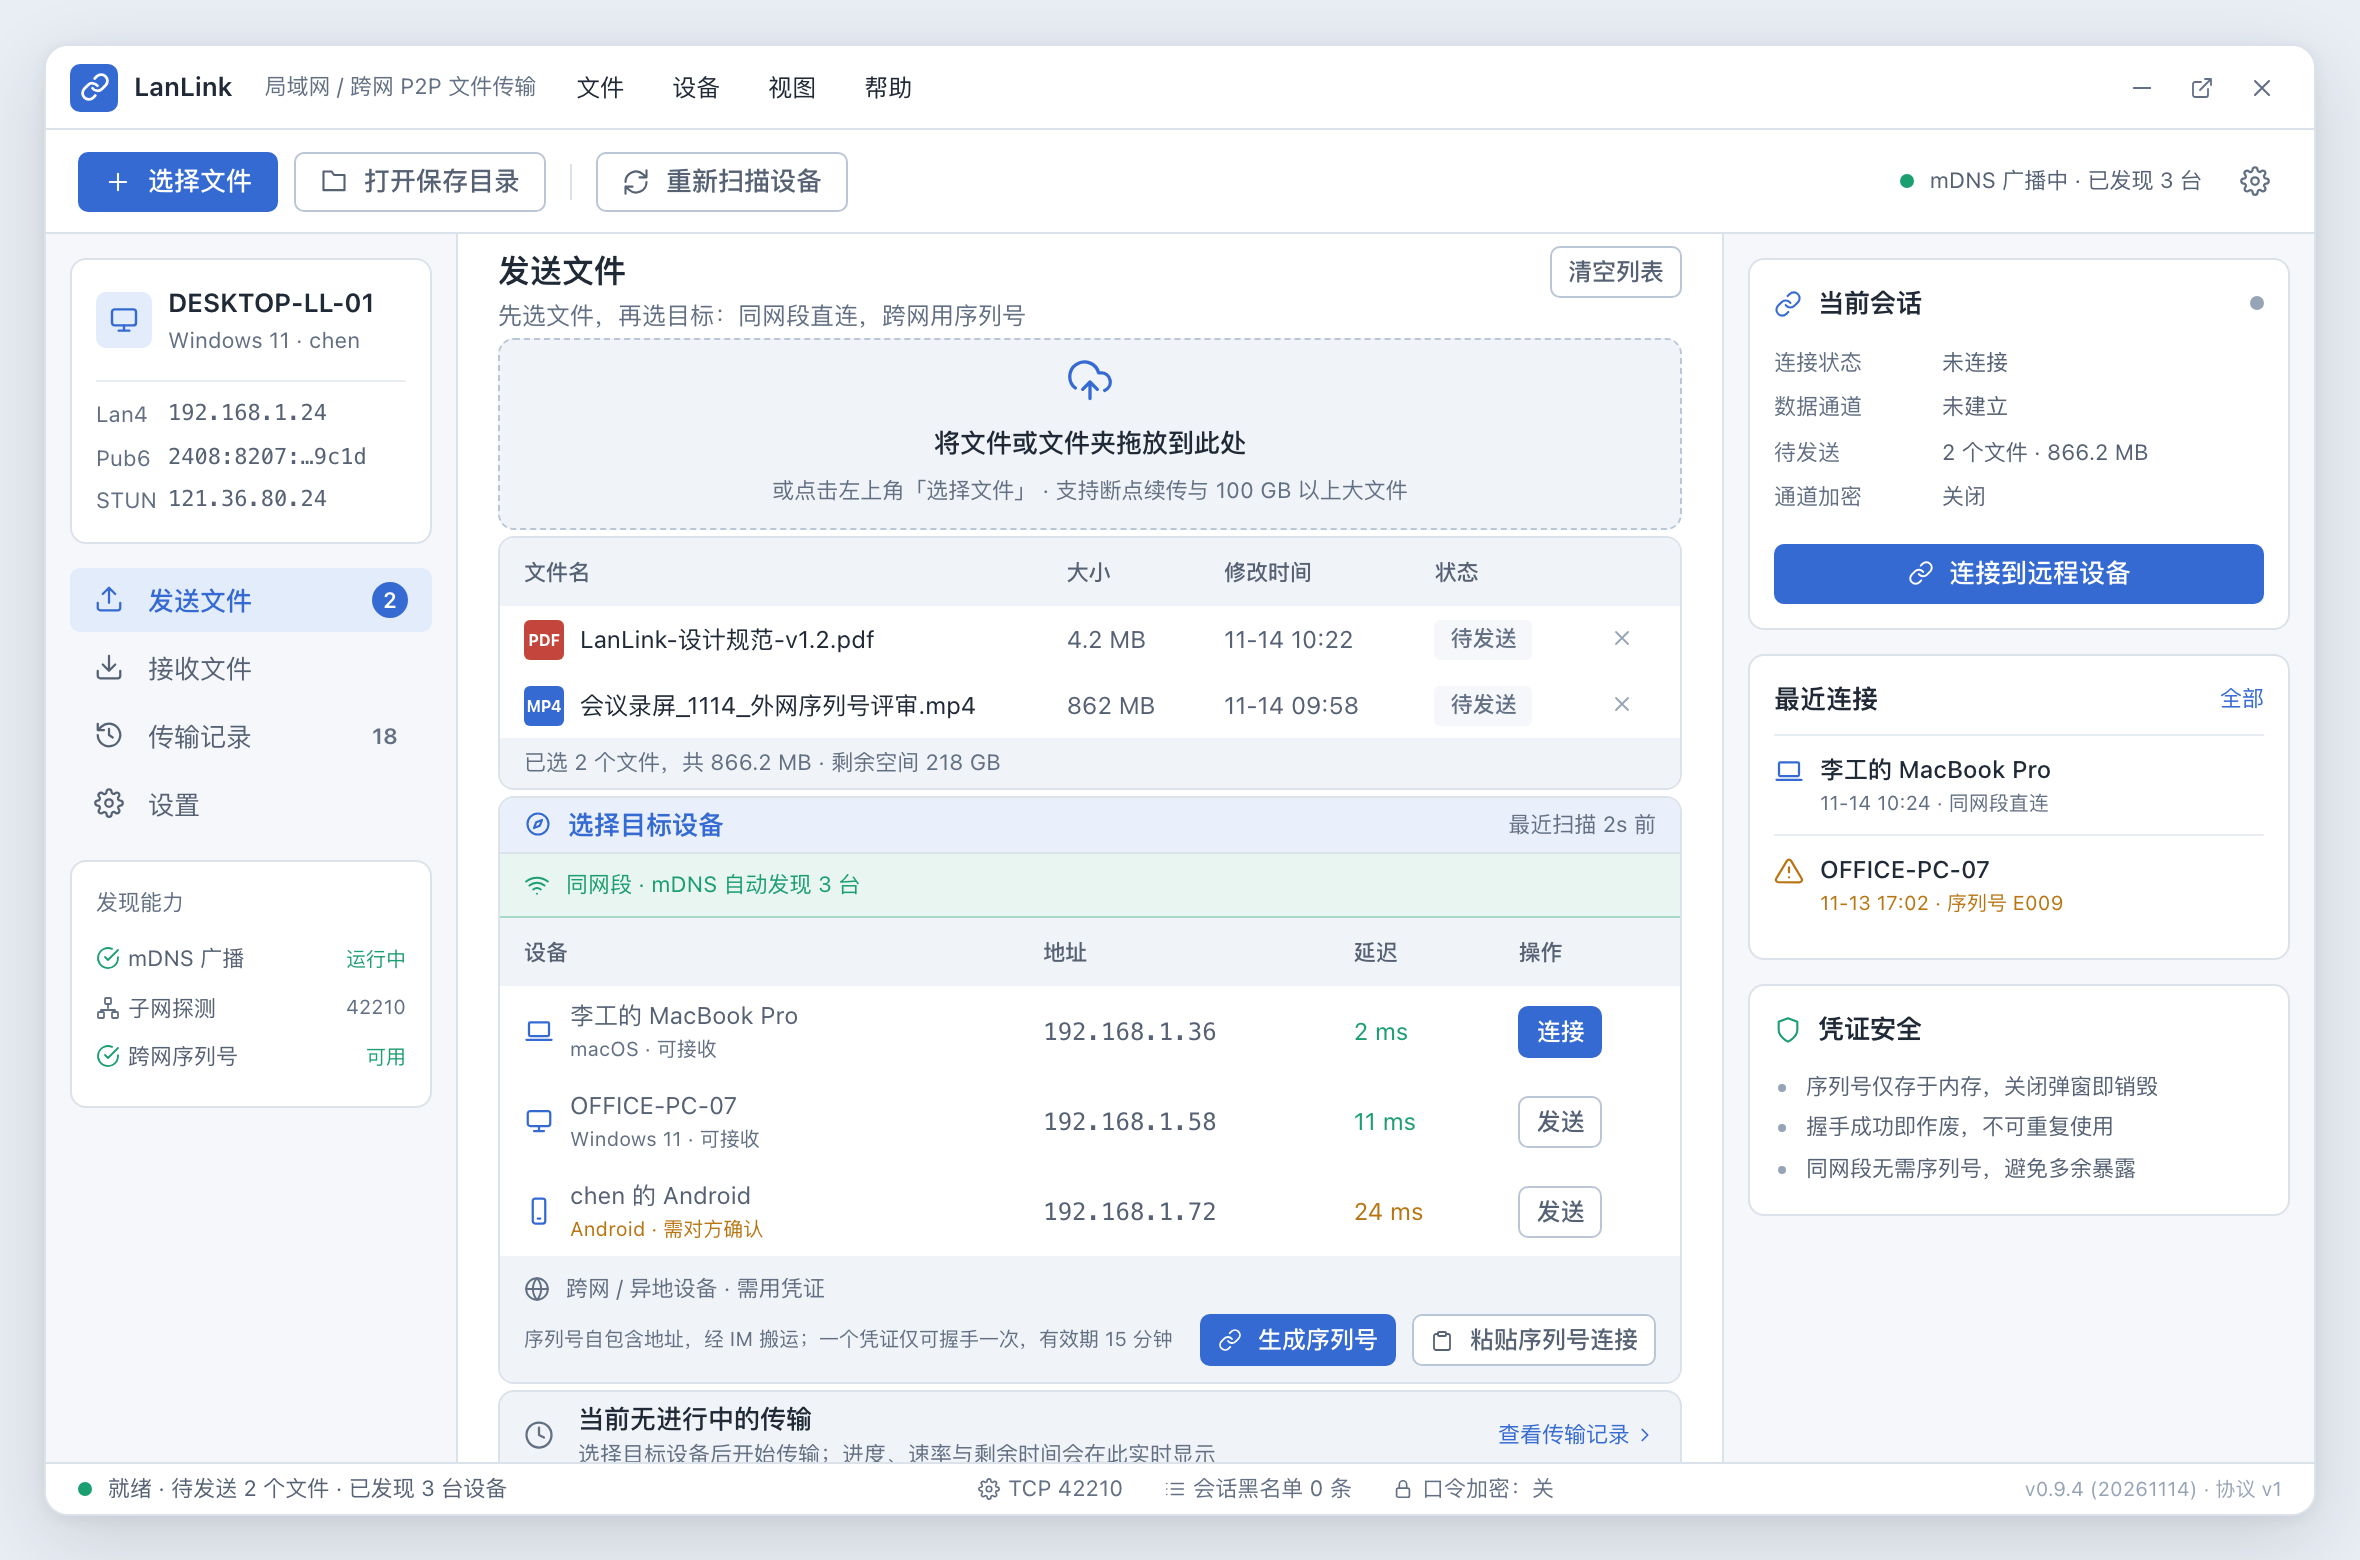 LanLink 局域网 / 跨网 P2P 文件传输 文件 设备 视图 帮助
选择文件 打开保存目录 重新扫描设备 mDNS 广播中 · 已发现 3 台
DESKTOP-LL-01
Windows 11 · chen
Lan4 192.168.1.24
Pub6 2408:8207:…9c1d
STUN 121.36.80.24
发送文件 2
接收文件
传输记录 18
设置
发现能力
mDNS 广播 运行中
子网探测 42210
跨网序列号 可用
发送文件 清空列表
先选文件，再选目标：同网段直连，跨网用序列号
将文件或文件夹拖放到此处
或点击左上角「选择文件」 · 支持断点续传与 100 GB 以上大文件
文件名 大小 修改时间 状态
PDF LanLink-设计规范-v1.2.pdf 4.2 MB 11-14 10:22 待发送
MP4 会议录屏_1114_外网序列号评审.mp4 862 MB 11-14 09:58 待发送
已选 2 个文件，共 866.2 MB · 剩余空间 218 GB
选择目标设备 最近扫描 2s 前
同网段 · mDNS 自动发现 3 台
设备 地址 延迟 操作
李工的 MacBook Pro
macOS · 可接收
192.168.1.36 2 ms 连接
OFFICE-PC-07
Windows 11 · 可接收
192.168.1.58 11 ms 发送
chen 的 Android
Android · 需对方确认
192.168.1.72 24 ms 发送
跨网 / 异地设备 · 需用凭证
序列号自包含地址，经 IM 搬运；一个凭证仅可握手一次，有效期 15 分钟 生成序列号 粘贴序列号连接
当前无进行中的传输
选择目标设备后开始传输；进度、速率与剩余时间会在此实时显示
查看传输记录
当前会话
连接状态 未连接
数据通道 未建立
待发送 2 个文件 · 866.2 MB
通道加密 关闭
连接到远程设备
最近连接 全部
李工的 MacBook Pro
11-14 10:24 · 同网段直连
OFFICE-PC-07
11-13 17:02 · 序列号 E009
凭证安全
序列号仅存于内存，关闭弹窗即销毁
握手成功即作废，不可重复使用
同网段无需序列号，避免多余暴露
就绪 · 待发送 2 个文件 · 已发现 3 台设备 TCP 42210 会话黑名单 0 条 口令加密：关 v0.9.4 (20261114) · 协议 v1